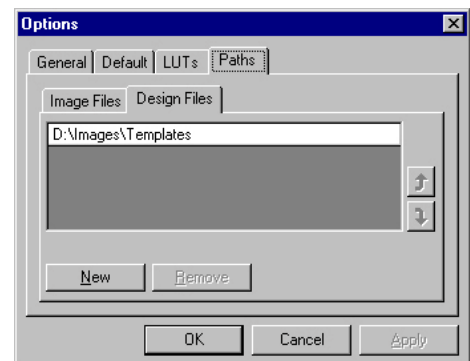 Options
General Default LUTs Paths
Image Files Design Files
D:\Images\Templates
New Remove
OK Cancel Apply